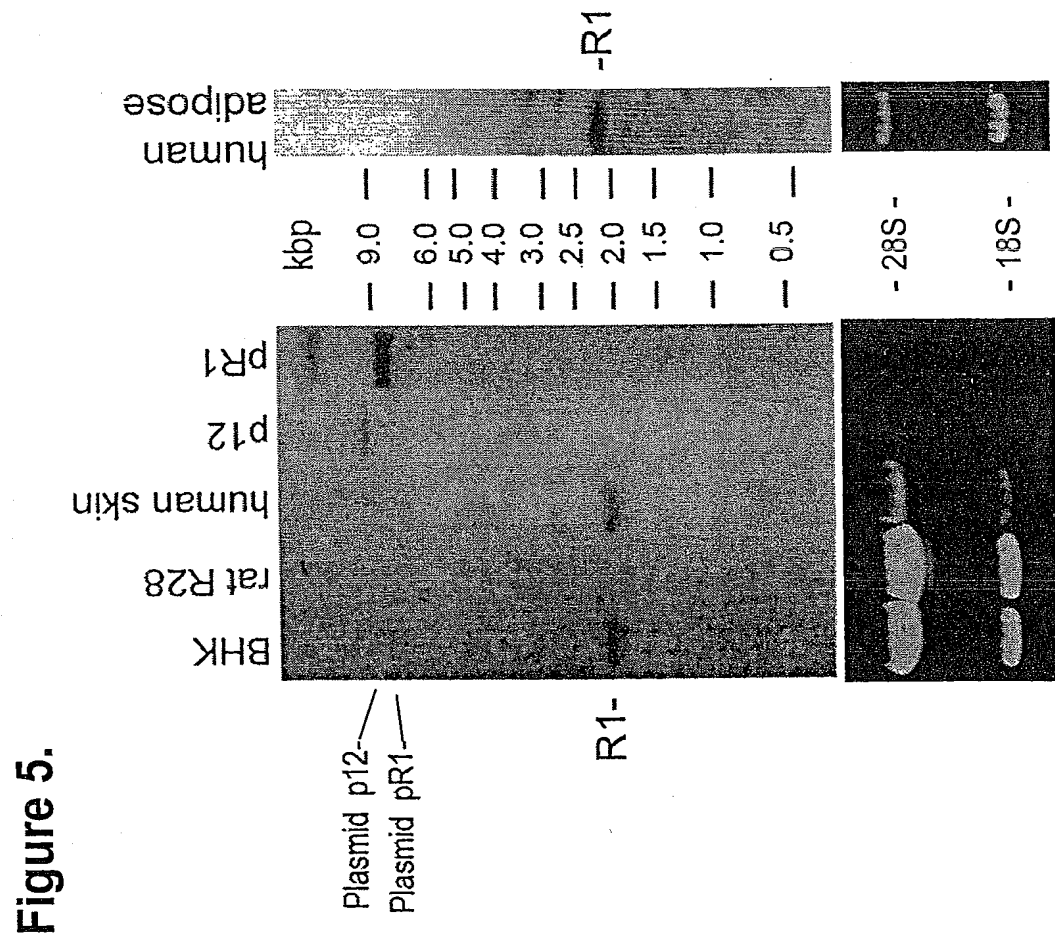 Figure 5.
BHK
rat R28
human skin
p12
pR1
human
adipose
Plasmid p12-
Plasmid pR1-
kbp
9.0
6.0
5.0
4.0
3.0
2.5
2.0
1.5
1.0
0.5
R1-
-R1
- 28S -
- 18S -